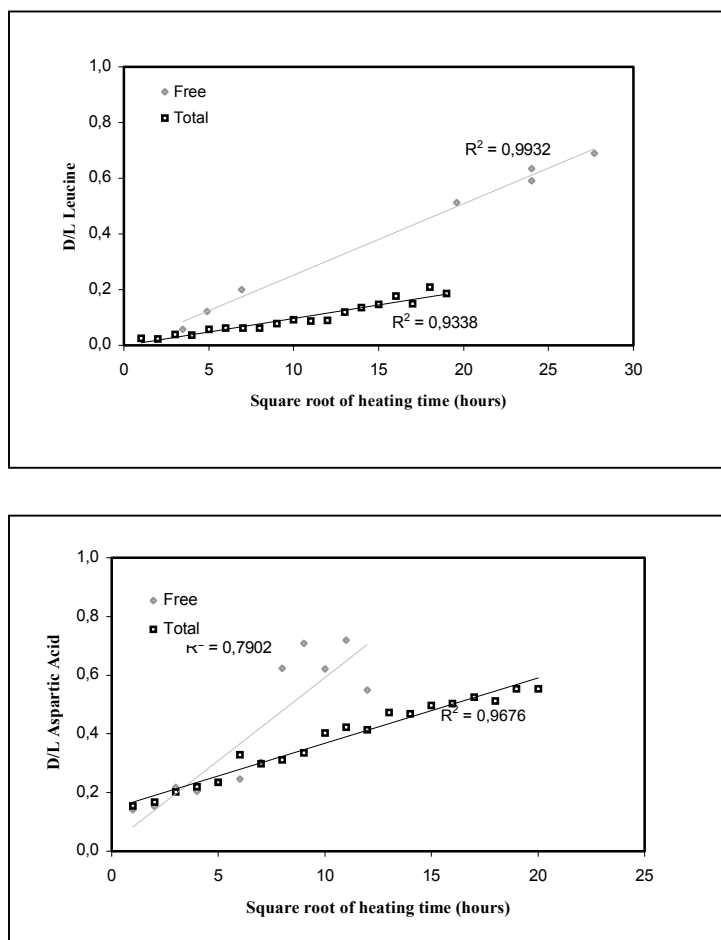 1,0
0,8
0,6
0,4
0,2
0,0
D/L Leucine
Free
Total
R² = 0,9932
R² = 0,9338
0 5 10 15 20 25 30
Square root of heating time (hours)
1,0
0,8
0,6
0,4
0,2
0,0
D/L Aspartic Acid
Free
Total
R² = 0,7902
R² = 0,9676
0 5 10 15 20 25
Square root of heating time (hours)